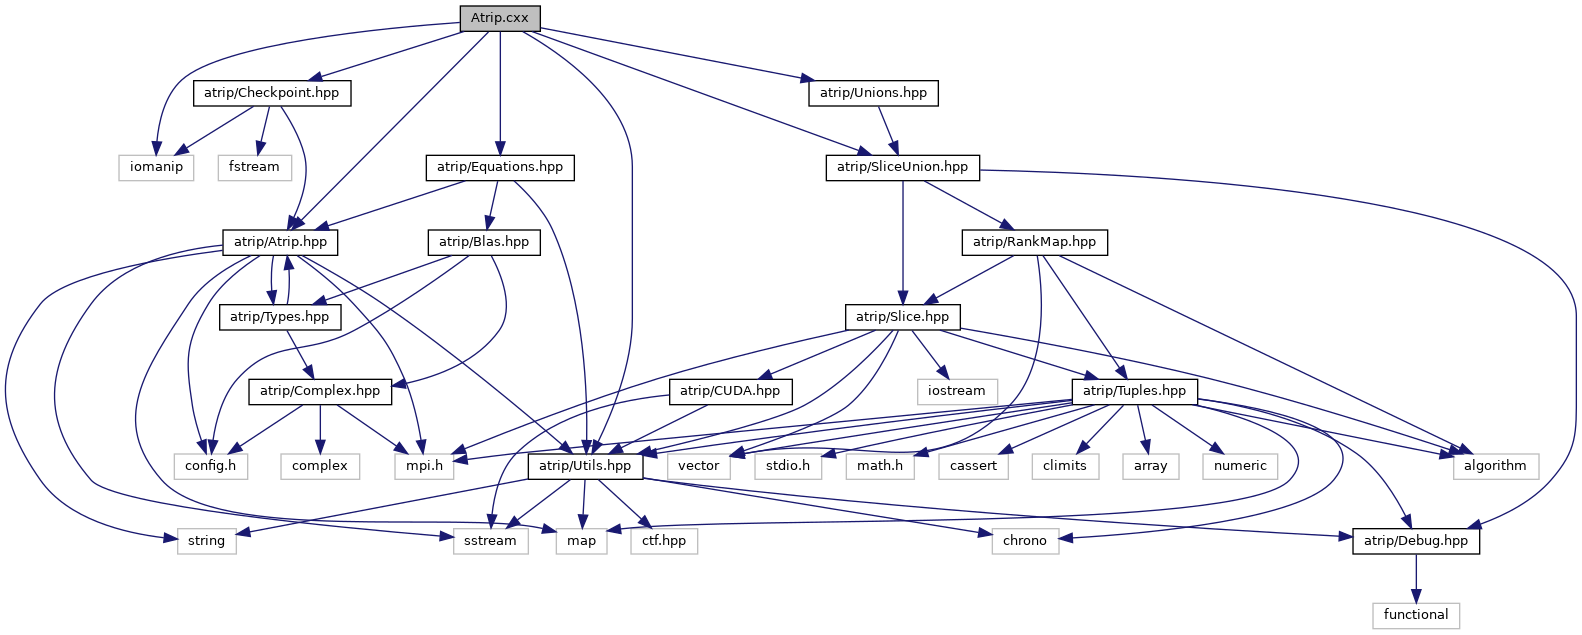 Atrip.cxx
atrip/Checkpoint.hpp
atrip/Unions.hpp
iomanip
fstream
atrip/Equations.hpp
atrip/SliceUnion.hpp
atrip/Atrip.hpp
atrip/Blas.hpp
atrip/RankMap.hpp
atrip/Types.hpp
atrip/Slice.hpp
atrip/Complex.hpp
atrip/CUDA.hpp
iostream
atrip/Tuples.hpp
config.h
complex
mpi.h
atrip/Utils.hpp
vector
stdio.h
math.h
cassert
climits
array
numeric
algorithm
string
sstream
map
ctf.hpp
chrono
atrip/Debug.hpp
functional